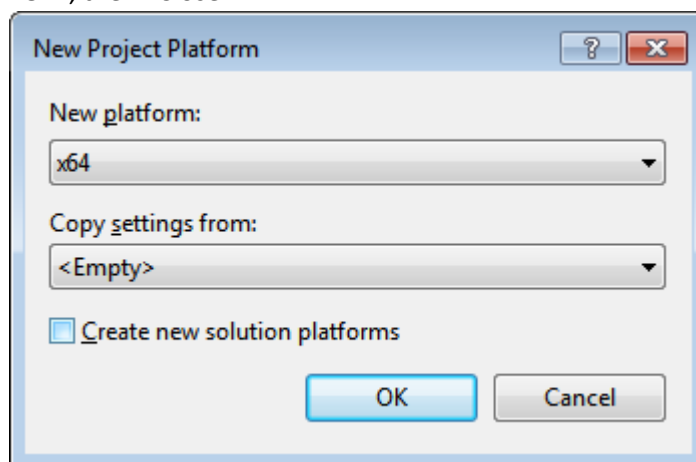 New Project Platform
?
New platform:
x64
Copy settings from:
<Empty>
Create new solution platforms
OK Cancel